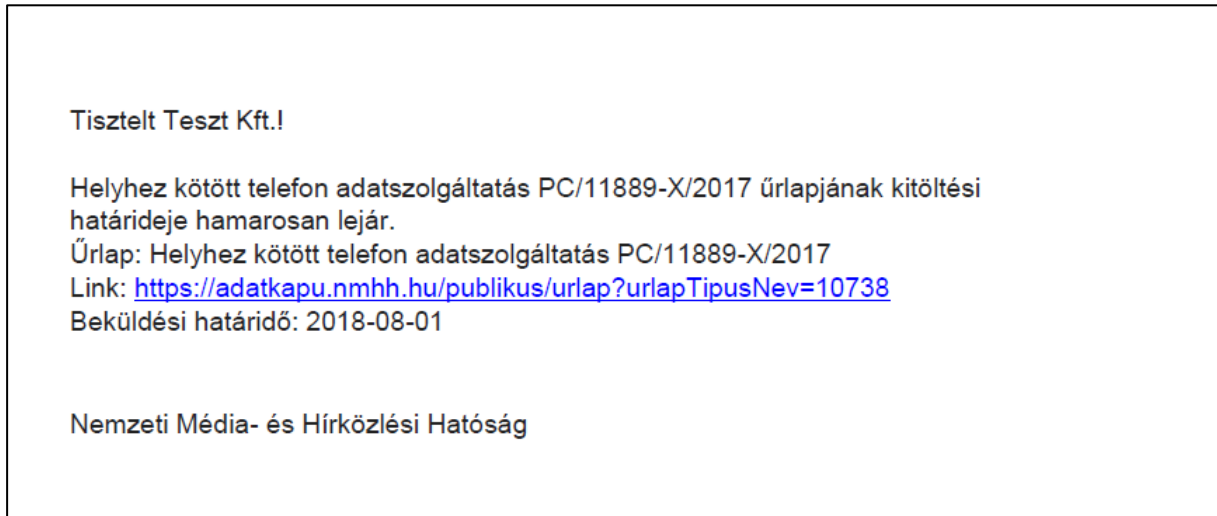 Tisztelt Teszt Kft.!
Helyhez kötött telefon adatszolgáltatás PC/11889-X/2017 űrlapjának kitöltési
határideje hamarosan lejár.
Űrlap: Helyhez kötött telefon adatszolgáltatás PC/11889-X/2017
Link: https://adatkapu.nmhh.hu/publikus/urlap?urlapTipusNev=10738
Beküldési határidő: 2018-08-01
Nemzeti Média- és Hírközlési Hatóság